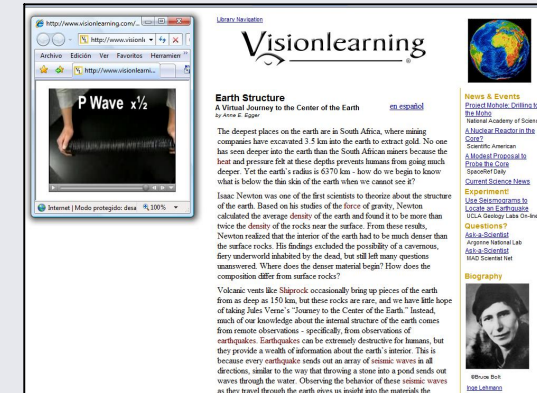 http://www.visionlearning.com/...
http://www.visionli
Archivo Edición Ver Favoritos Herramien
http://www.visionlearni...
P Wave x½
Internet | Modo protegido: desa 100%
Library Navigation
Visionlearning
Earth Structure
A Virtual Journey to the Center of the Earth
en español
by Anne E. Egger
The deepest places on the earth are in South Africa, where mining
companies have excavated 3.5 km into the earth to extract gold. No one
has seen deeper into the earth than the South African miners because the
heat and pressure felt at these depths prevents humans from going much
deeper. Yet the earth's radius is 6370 km - how do we begin to know
what is below the thin skin of the earth when we cannot see it?
Isaac Newton was one of the first scientists to theorize about the structure
of the earth. Based on his studies of the force of gravity, Newton
calculated the average density of the earth and found it to be more than
twice the density of the rocks near the surface. From these results,
Newton realized that the interior of the earth had to be much denser than
the surface rocks. His findings excluded the possibility of a cavernous,
fiery underworld inhabited by the dead, but still left many questions
unanswered. Where does the denser material begin? How does the
composition differ from surface rocks?
Volcanic vents like Shiprock occasionally bring up pieces of the earth
from as deep as 150 km, but these rocks are rare, and we have little hope
of taking Jules Verne's "Journey to the Center of the Earth." Instead,
much of our knowledge about the internal structure of the earth comes
from remote observations - specifically, from observations of
earthquakes. Earthquakes can be extremely destructive for humans, but
they provide a wealth of information about the earth's interior. This is
because every earthquake sends out an array of seismic waves in all
directions, similar to the way that throwing a stone into a pond sends out
waves through the water. Observing the behavior of these seismic waves
as they travel through the earth gives us insight into the materials the
News & Events
Project Mohole: Drilling to
the Moho
National Academy of Scienc
A Nuclear Reactor in the
Core?
Scientific American
A Modest Proposal to
Probe the Core
SpaceRef Daily
Current Science News
Experiment!
Use Seismograms to
Locate an Earthquake
UCLA Geology Labs On-line
Questions?
Ask-a-Scientist
Argonne National Lab
Ask-a-Scientist
MAD Scientist Net
Biography
©Bruce Bolt
Inge Lehmann